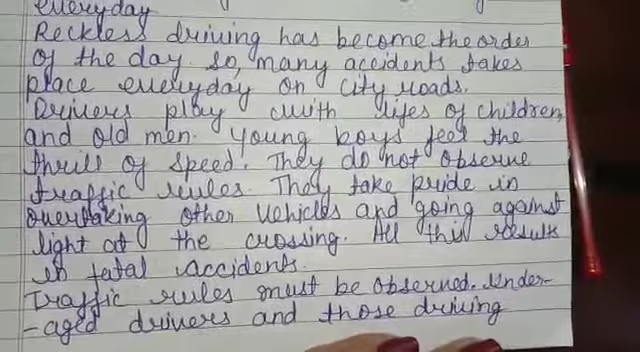 everyday
Reckless driving has become the order
of the day. so, many accidents takes
place everyday on city roads.
Drivers play with lifes of children,
and old men. Young boys feel the
thrill of speed. They do not observe
traffic rules. They take pride in
overtaking other vehicles and going against
light at the crossing. All this result
in fatal accidents.
Traffic rules must be observed. Under-
-aged drivers and those driving